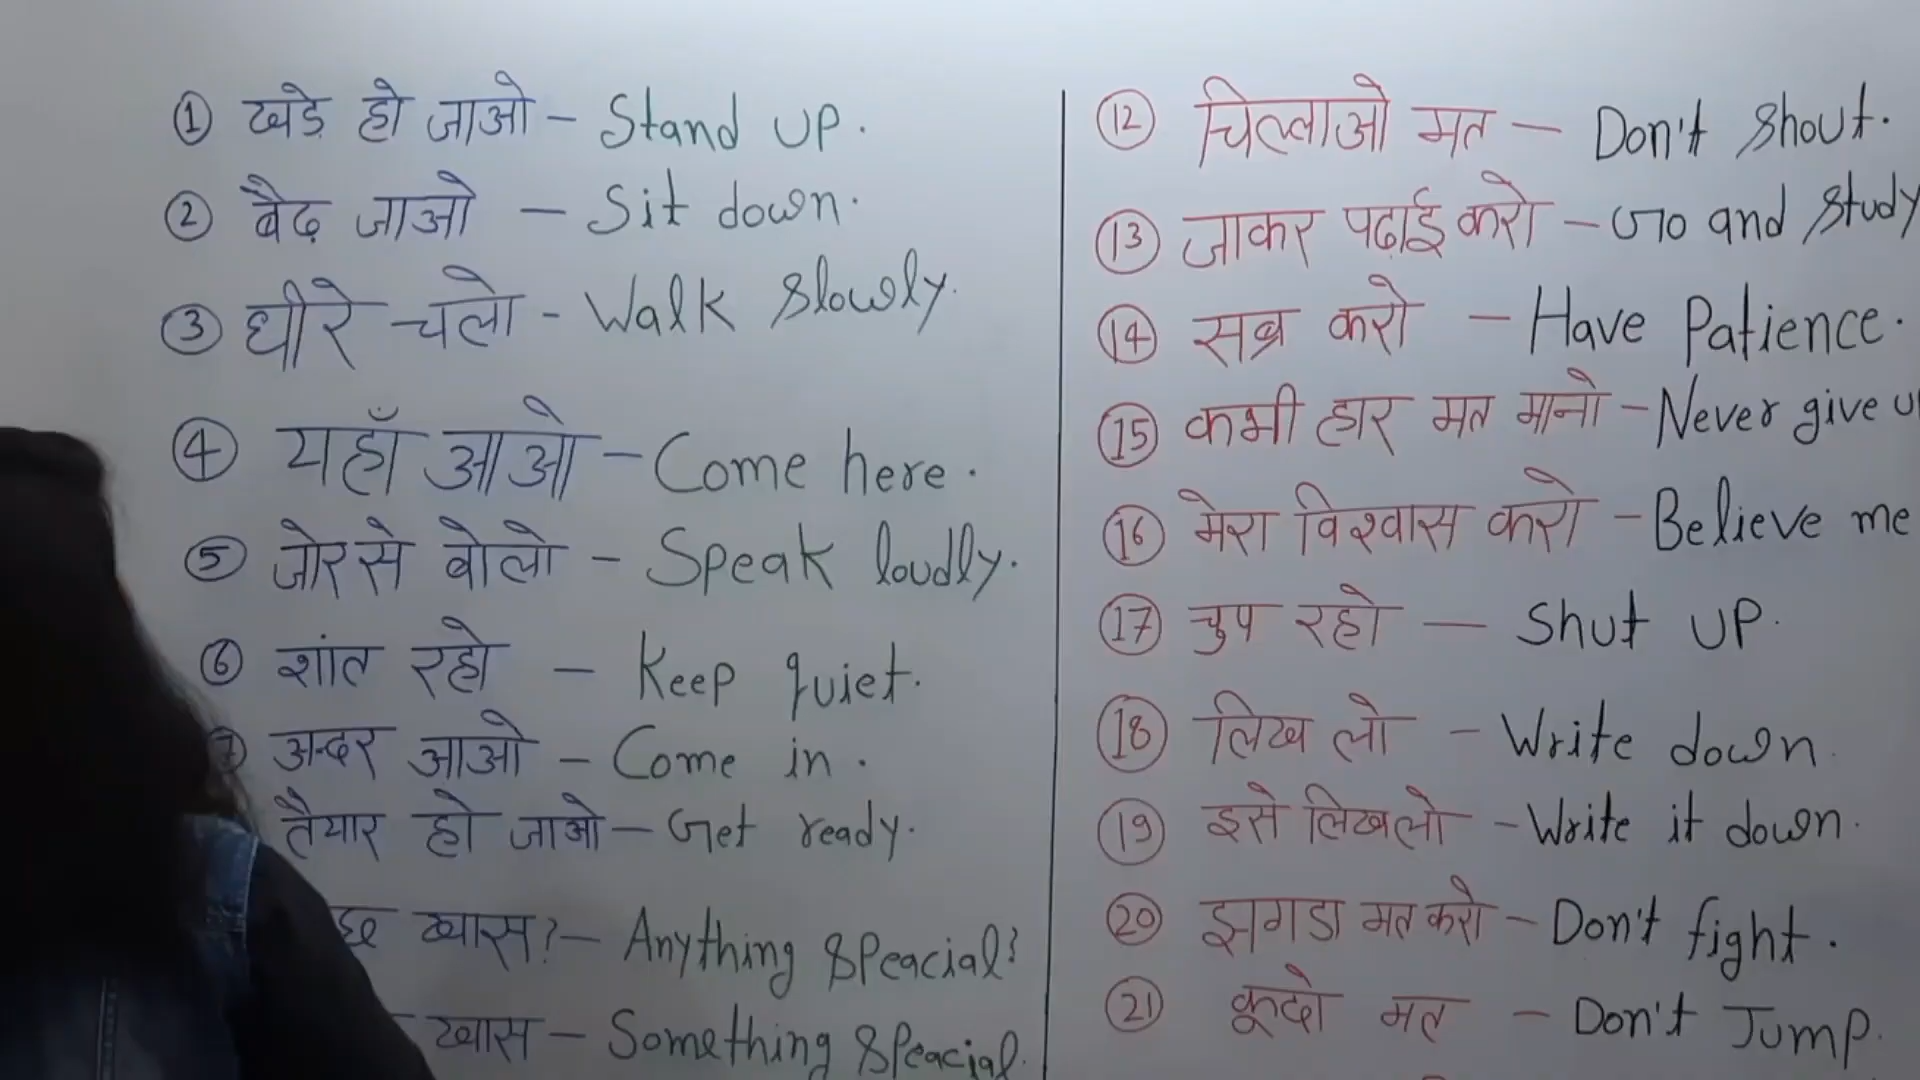 ① खडे़ हो जाओ – Stand up.
② बैढ़ जाओ – Sit down.
③ धीरे चलो - Walk slowly.
④ यहाँ आओ – Come here.
⑤ जोर से बोलो – Speak loudly.
⑥ शांत रहो – Keep quiet.
⑦ अन्दर आओ – Come in.
तैयार हो जाओ – Get ready.
छ खास? – Anything speacial?
खास – Something speacial.
⑫ चिल्लाओ मत – Don't shout.
⑬ जाकर पढ़ाई करो – Go and study
⑭ सब्र करो – Have Patience.
⑮ कभी हार मत मानो – Never give u
⑯ मेरा विश्वास करो – Believe me
⑰ चुप रहो – Shut up.
⑱ लिख लो – Write down.
⑲ इसे लिखलो – Write it down.
⑳ झगडा मत करो – Don't fight.
㉑ कूदो मत – Don't Jump.